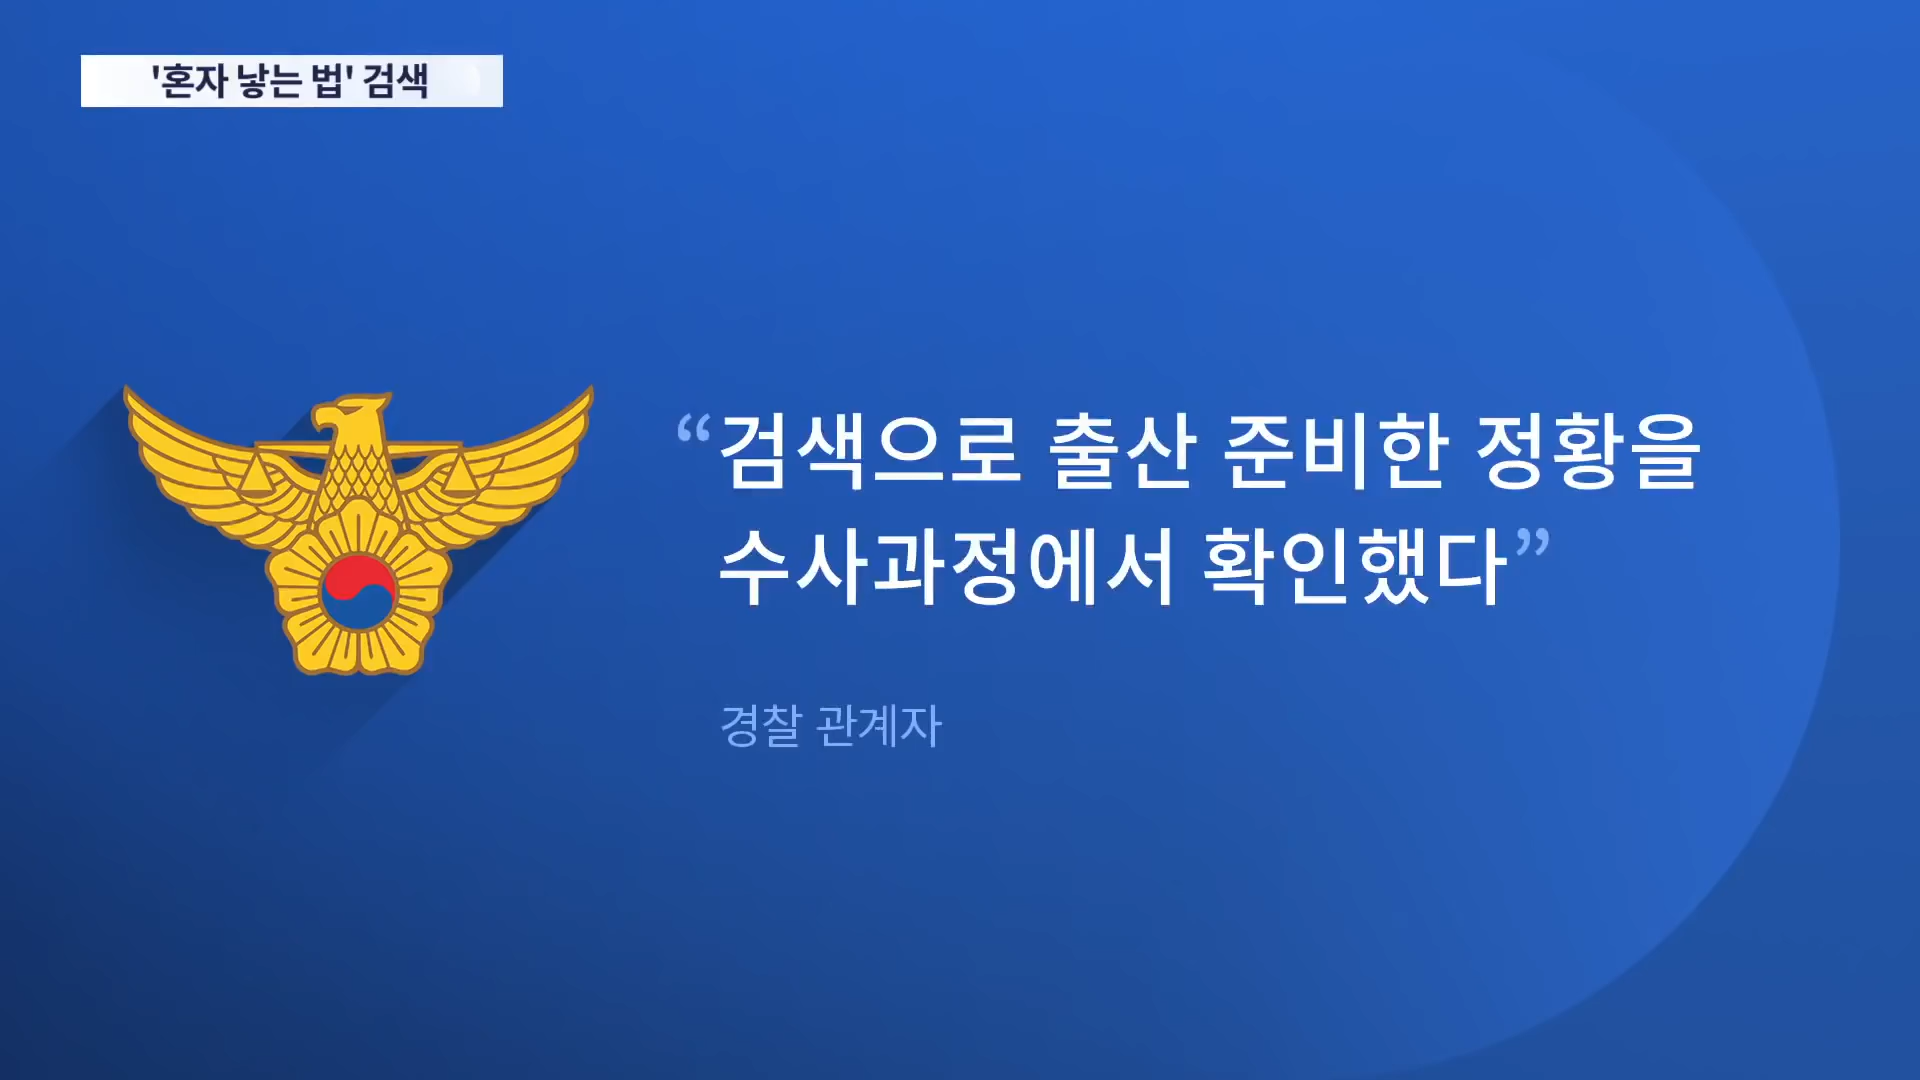 '혼자 낳는 법' 검색
“검색으로 출산 준비한 정황을
수사과정에서 확인했다”
경찰 관계자